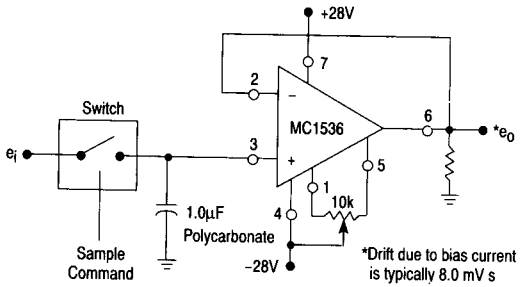 +28V
7
2
Switch
−
6
*eo
MC1536
3
ei
+
5
1
10k
4
1.0μF
Polycarbonate
Sample
Command
−28V
*Drift due to bias current
is typically 8.0 mV s